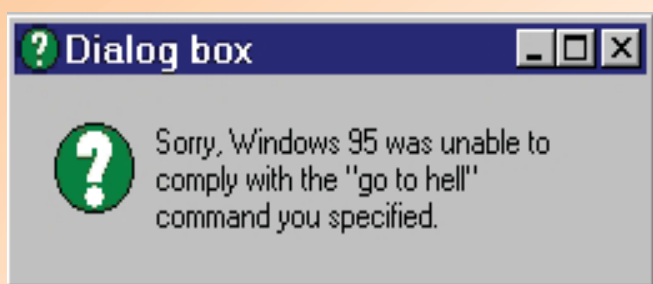 Dialog box
Sorry, Windows 95 was unable to
comply with the "go to hell"
command you specified.